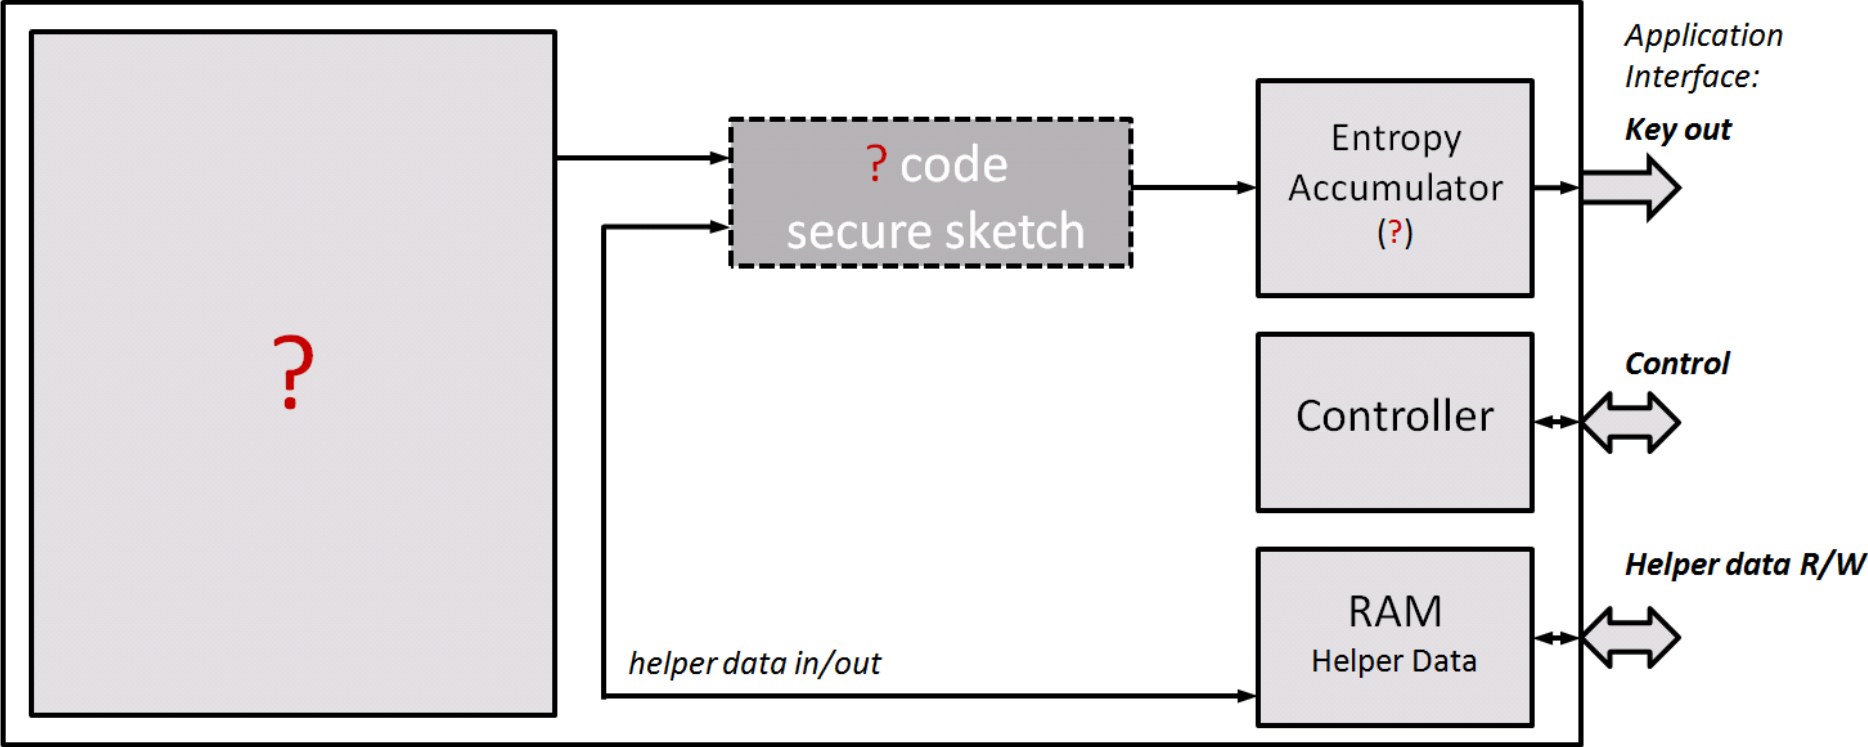 ?
? code
secure sketch
Entropy
Accumulator
(?)
Application
Interface:
Key out
Controller
Control
RAM
Helper Data
Helper data R/W
helper data in/out